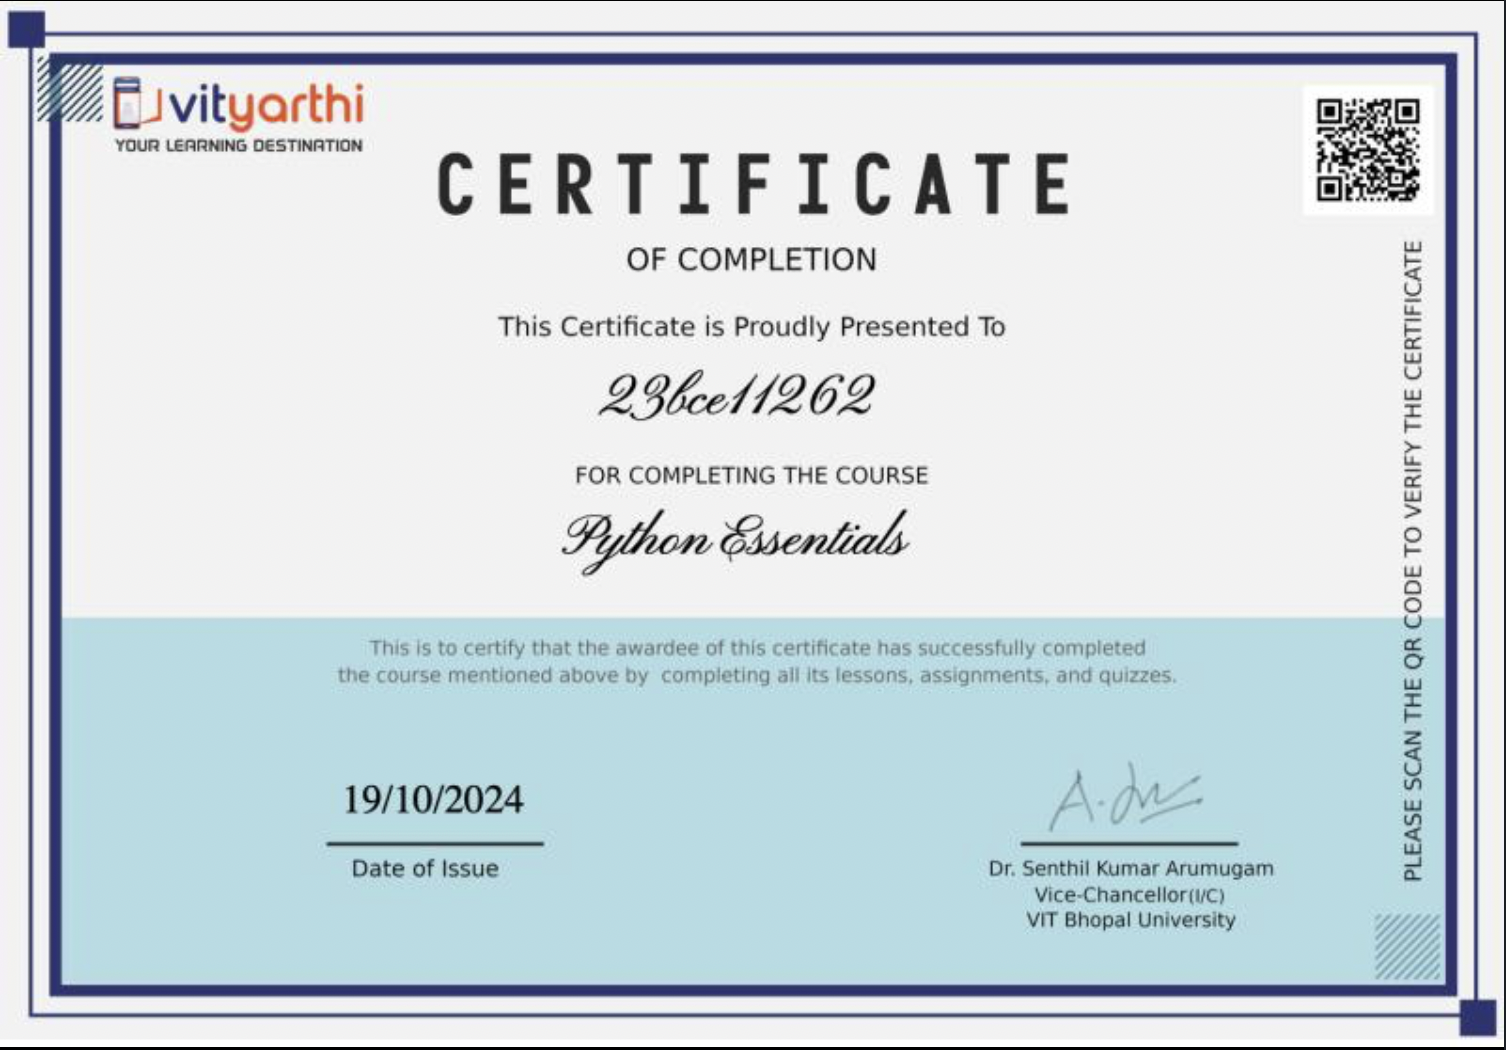 vityarthi
YOUR LEARNING DESTINATION
CERTIFICATE
OF COMPLETION
This Certificate is Proudly Presented To
23bce11262
FOR COMPLETING THE COURSE
Python Essentials
This is to certify that the awardee of this certificate has successfully completed
the course mentioned above by  completing all its lessons, assignments, and quizzes.
19/10/2024
Date of Issue
Dr. Senthil Kumar Arumugam
Vice-Chancellor(I/C)
VIT Bhopal University
PLEASE SCAN THE QR CODE TO VERIFY THE CERTIFICATE